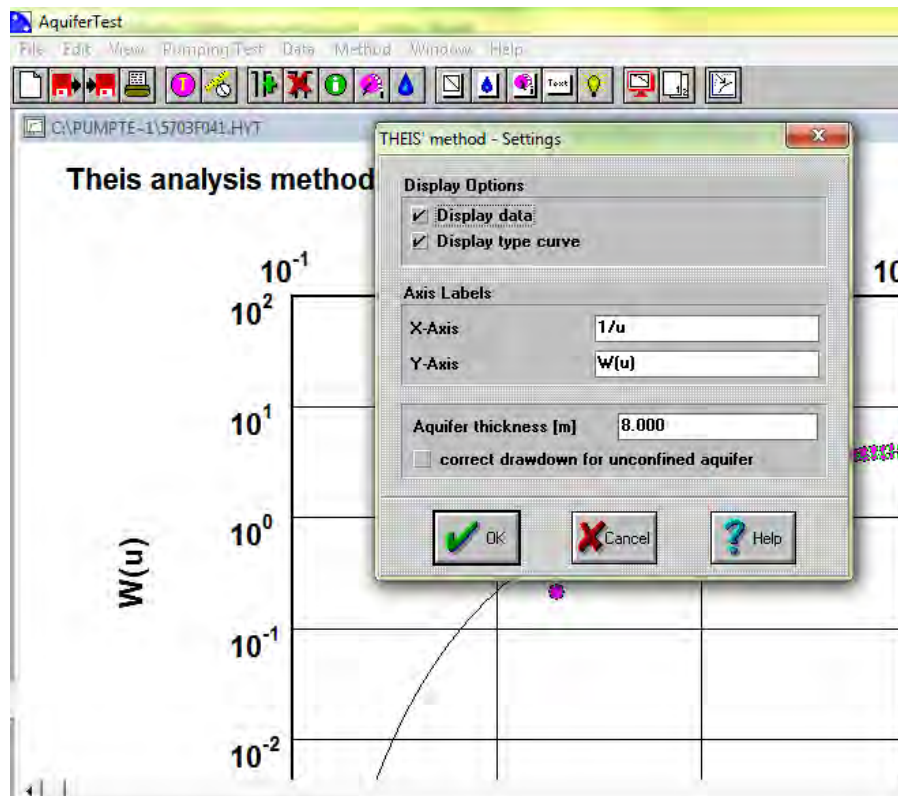 AquiferTest
File Edit View Pumping Test Data Method Window Help
T
Text
C:\PUMPTE~1\5703F041.HYT
THEIS' method - Settings
Theis analysis method
Display Options
Display data
Display type curve
10-1
10
102
Axis Labels
X-Axis 1/u
Y-Axis W(u)
101
Aquifer thickness [m] 8.000
correct drawdown for unconfined aquifer
100
OK Cancel Help
W(u)
10-1
10-2